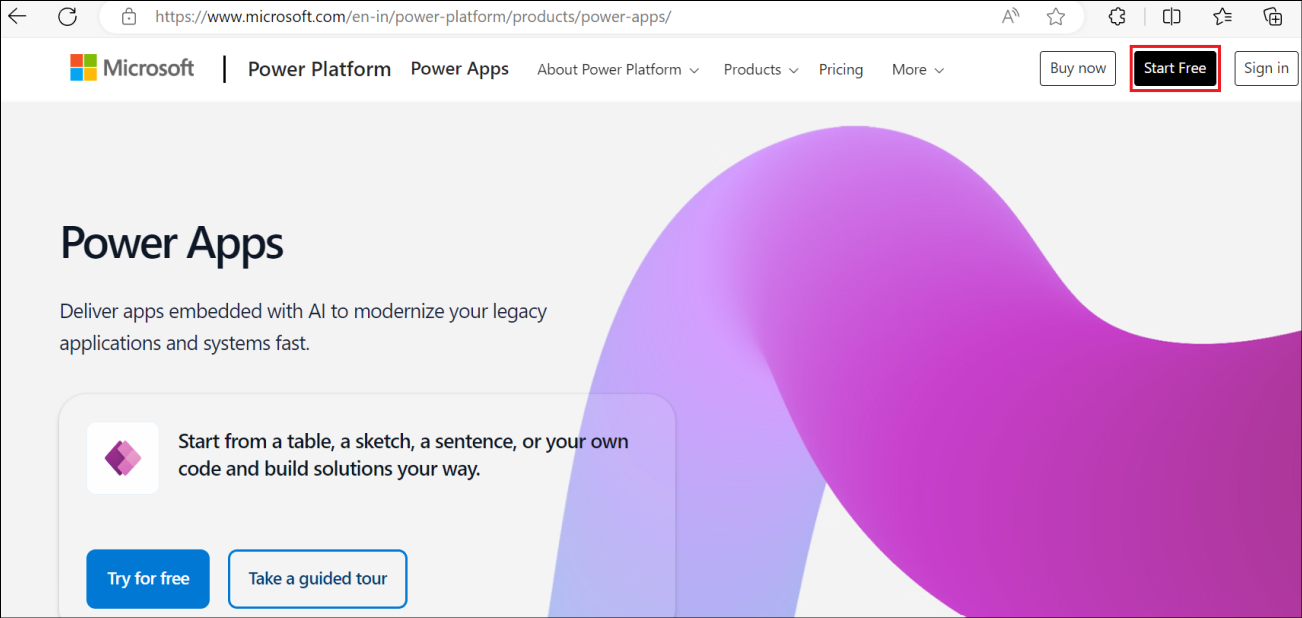 https://www.microsoft.com/en-in/power-platform/products/power-apps/
Microsoft Power Platform Power Apps About Power Platform Products Pricing More Buy now Start Free Sign in
Power Apps
Deliver apps embedded with AI to modernize your legacy
applications and systems fast.
Start from a table, a sketch, a sentence, or your own
code and build solutions your way.
Try for free Take a guided tour